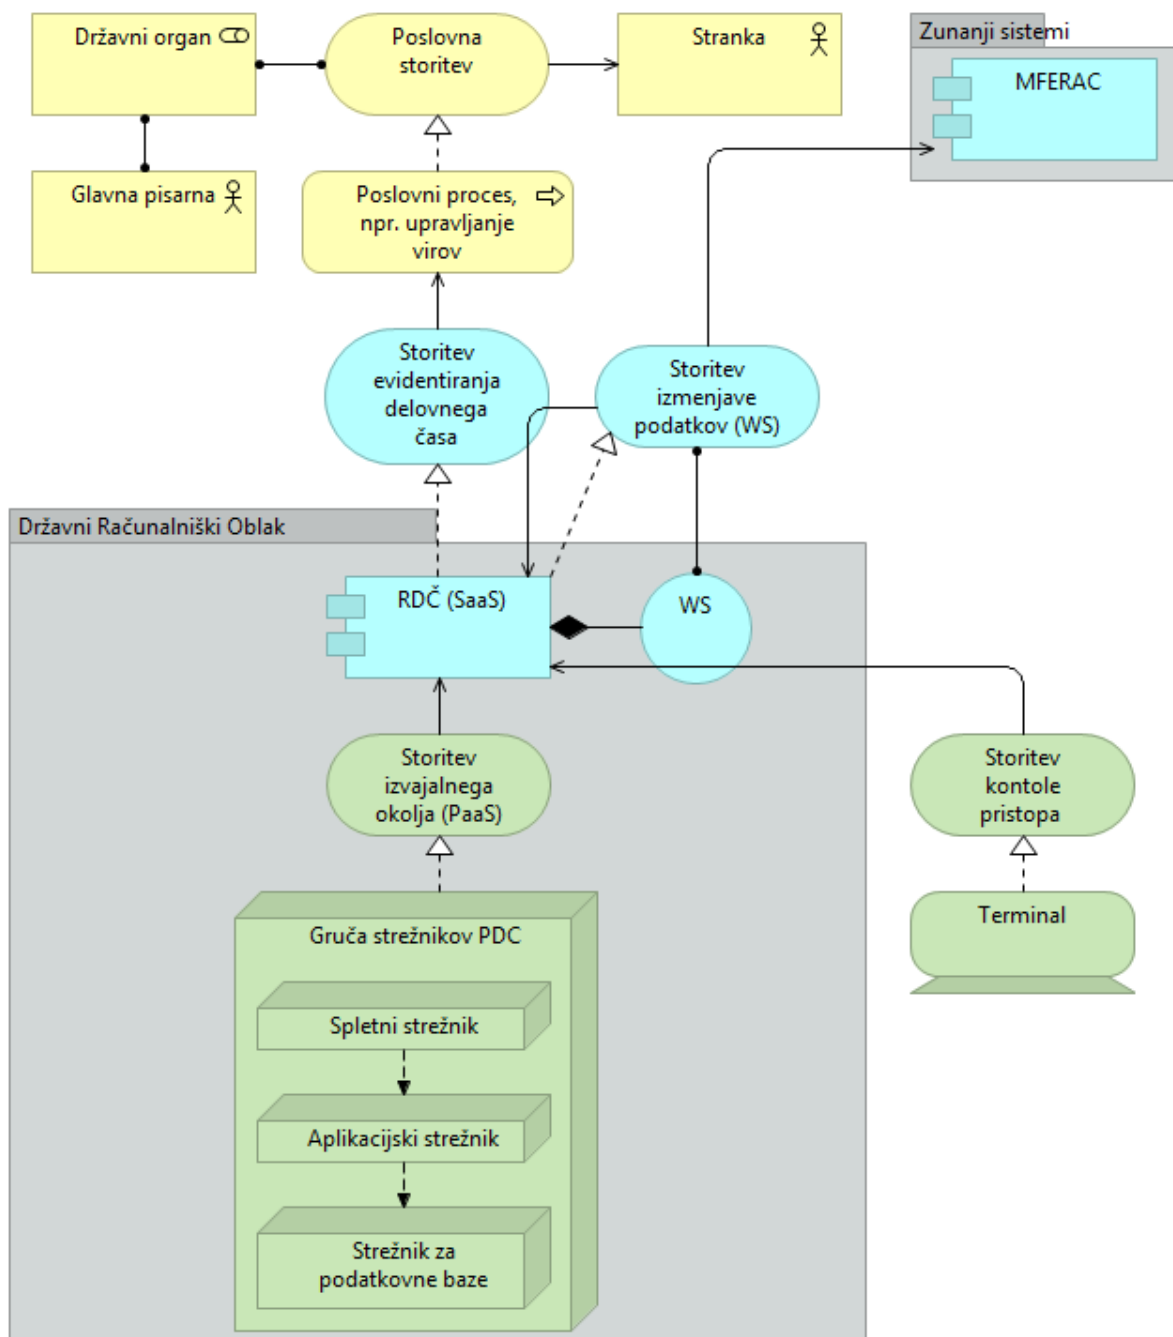 Državni organ
Poslovna
storitev
Stranka
Zunanji sistemi
MFERAC
Glavna pisarna
Poslovni proces,
npr. upravljanje
virov
Storitev
evidentiranja
delovnega
časa
Storitev
izmenjave
podatkov (WS)
Državni Računalniški Oblak
RDČ (SaaS)
WS
Storitev
izvajalnega
okolja (PaaS)
Storitev
kontole
pristopa
Gruča strežnikov PDC
Terminal
Spletni strežnik
Aplikacijski strežnik
Strežnik za
podatkovne baze